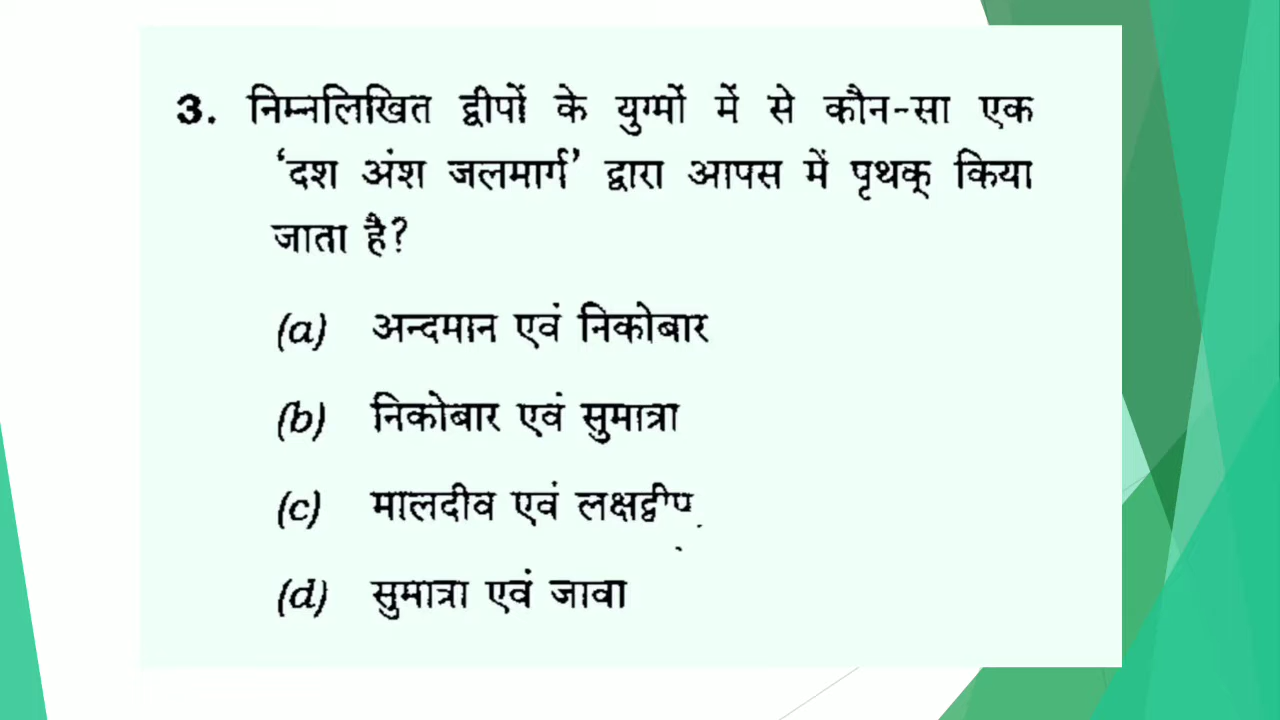 3. निम्नलिखित द्वीपों के युग्मों में से कौन-सा एक
‘दश अंश जलमार्ग’ द्वारा आपस में पृथक् किया
जाता है?
(a) अन्दमान एवं निकोबार
(b) निकोबार एवं सुमात्रा
(c) मालदीव एवं लक्षद्वीप
(d) सुमात्रा एवं जावा